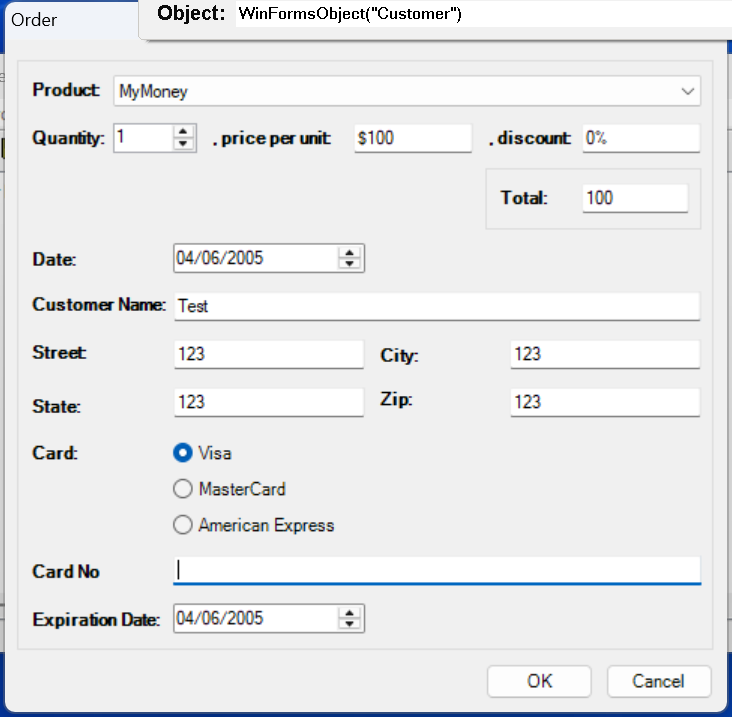 Order
Object: WinFormsObject("Customer")
Product: MyMoney
Quantity: 1 , price per unit: $100 , discount: 0%
Total: 100
Date: 04/06/2005
Customer Name: Test
Street: 123 City: 123
State: 123 Zip: 123
Card: Visa
MasterCard
American Express
Card No
Expiration Date: 04/06/2005
OK Cancel